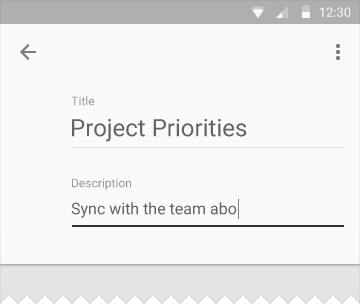 12:30
Title
Project Priorities
Description
Sync with the team abo